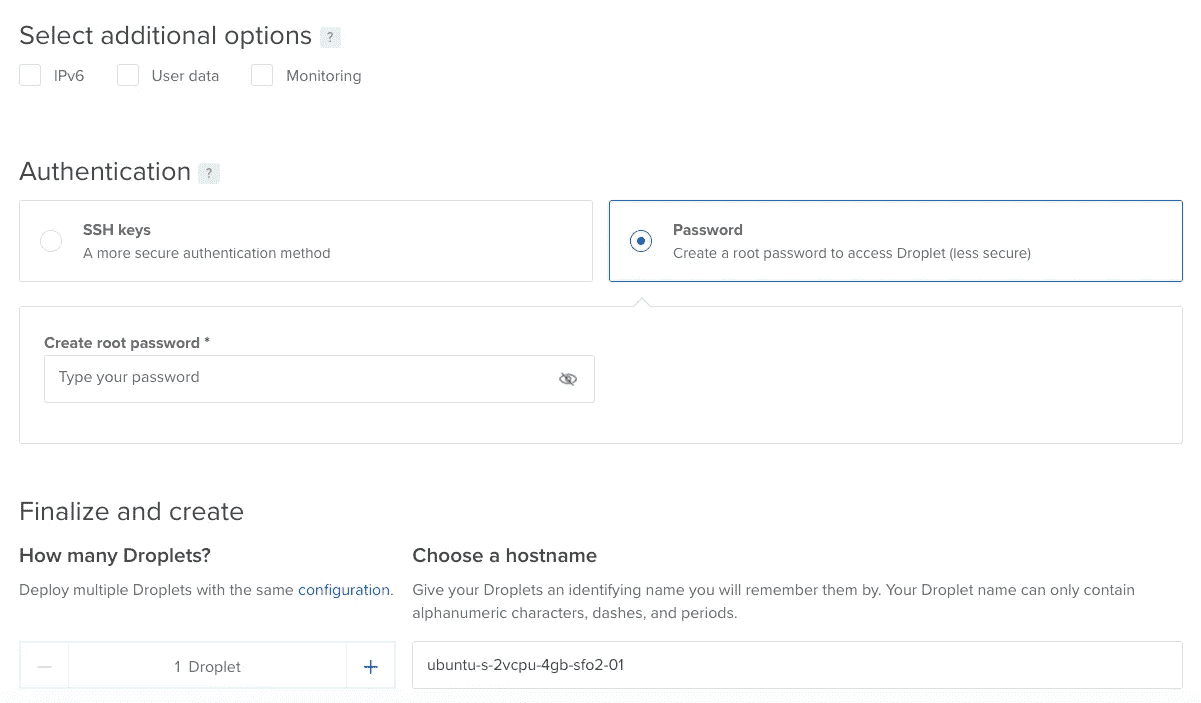 Select additional options ?
IPv6 User data Monitoring
Authentication ?
SSH keys
A more secure authentication method
Password
Create a root password to access Droplet (less secure)
Create root password *
Type your password
Finalize and create
How many Droplets?
Deploy multiple Droplets with the same configuration.
− 1 Droplet +
Choose a hostname
Give your Droplets an identifying name you will remember them by. Your Droplet name can only contain
alphanumeric characters, dashes, and periods.
ubuntu-s-2vcpu-4gb-sfo2-01